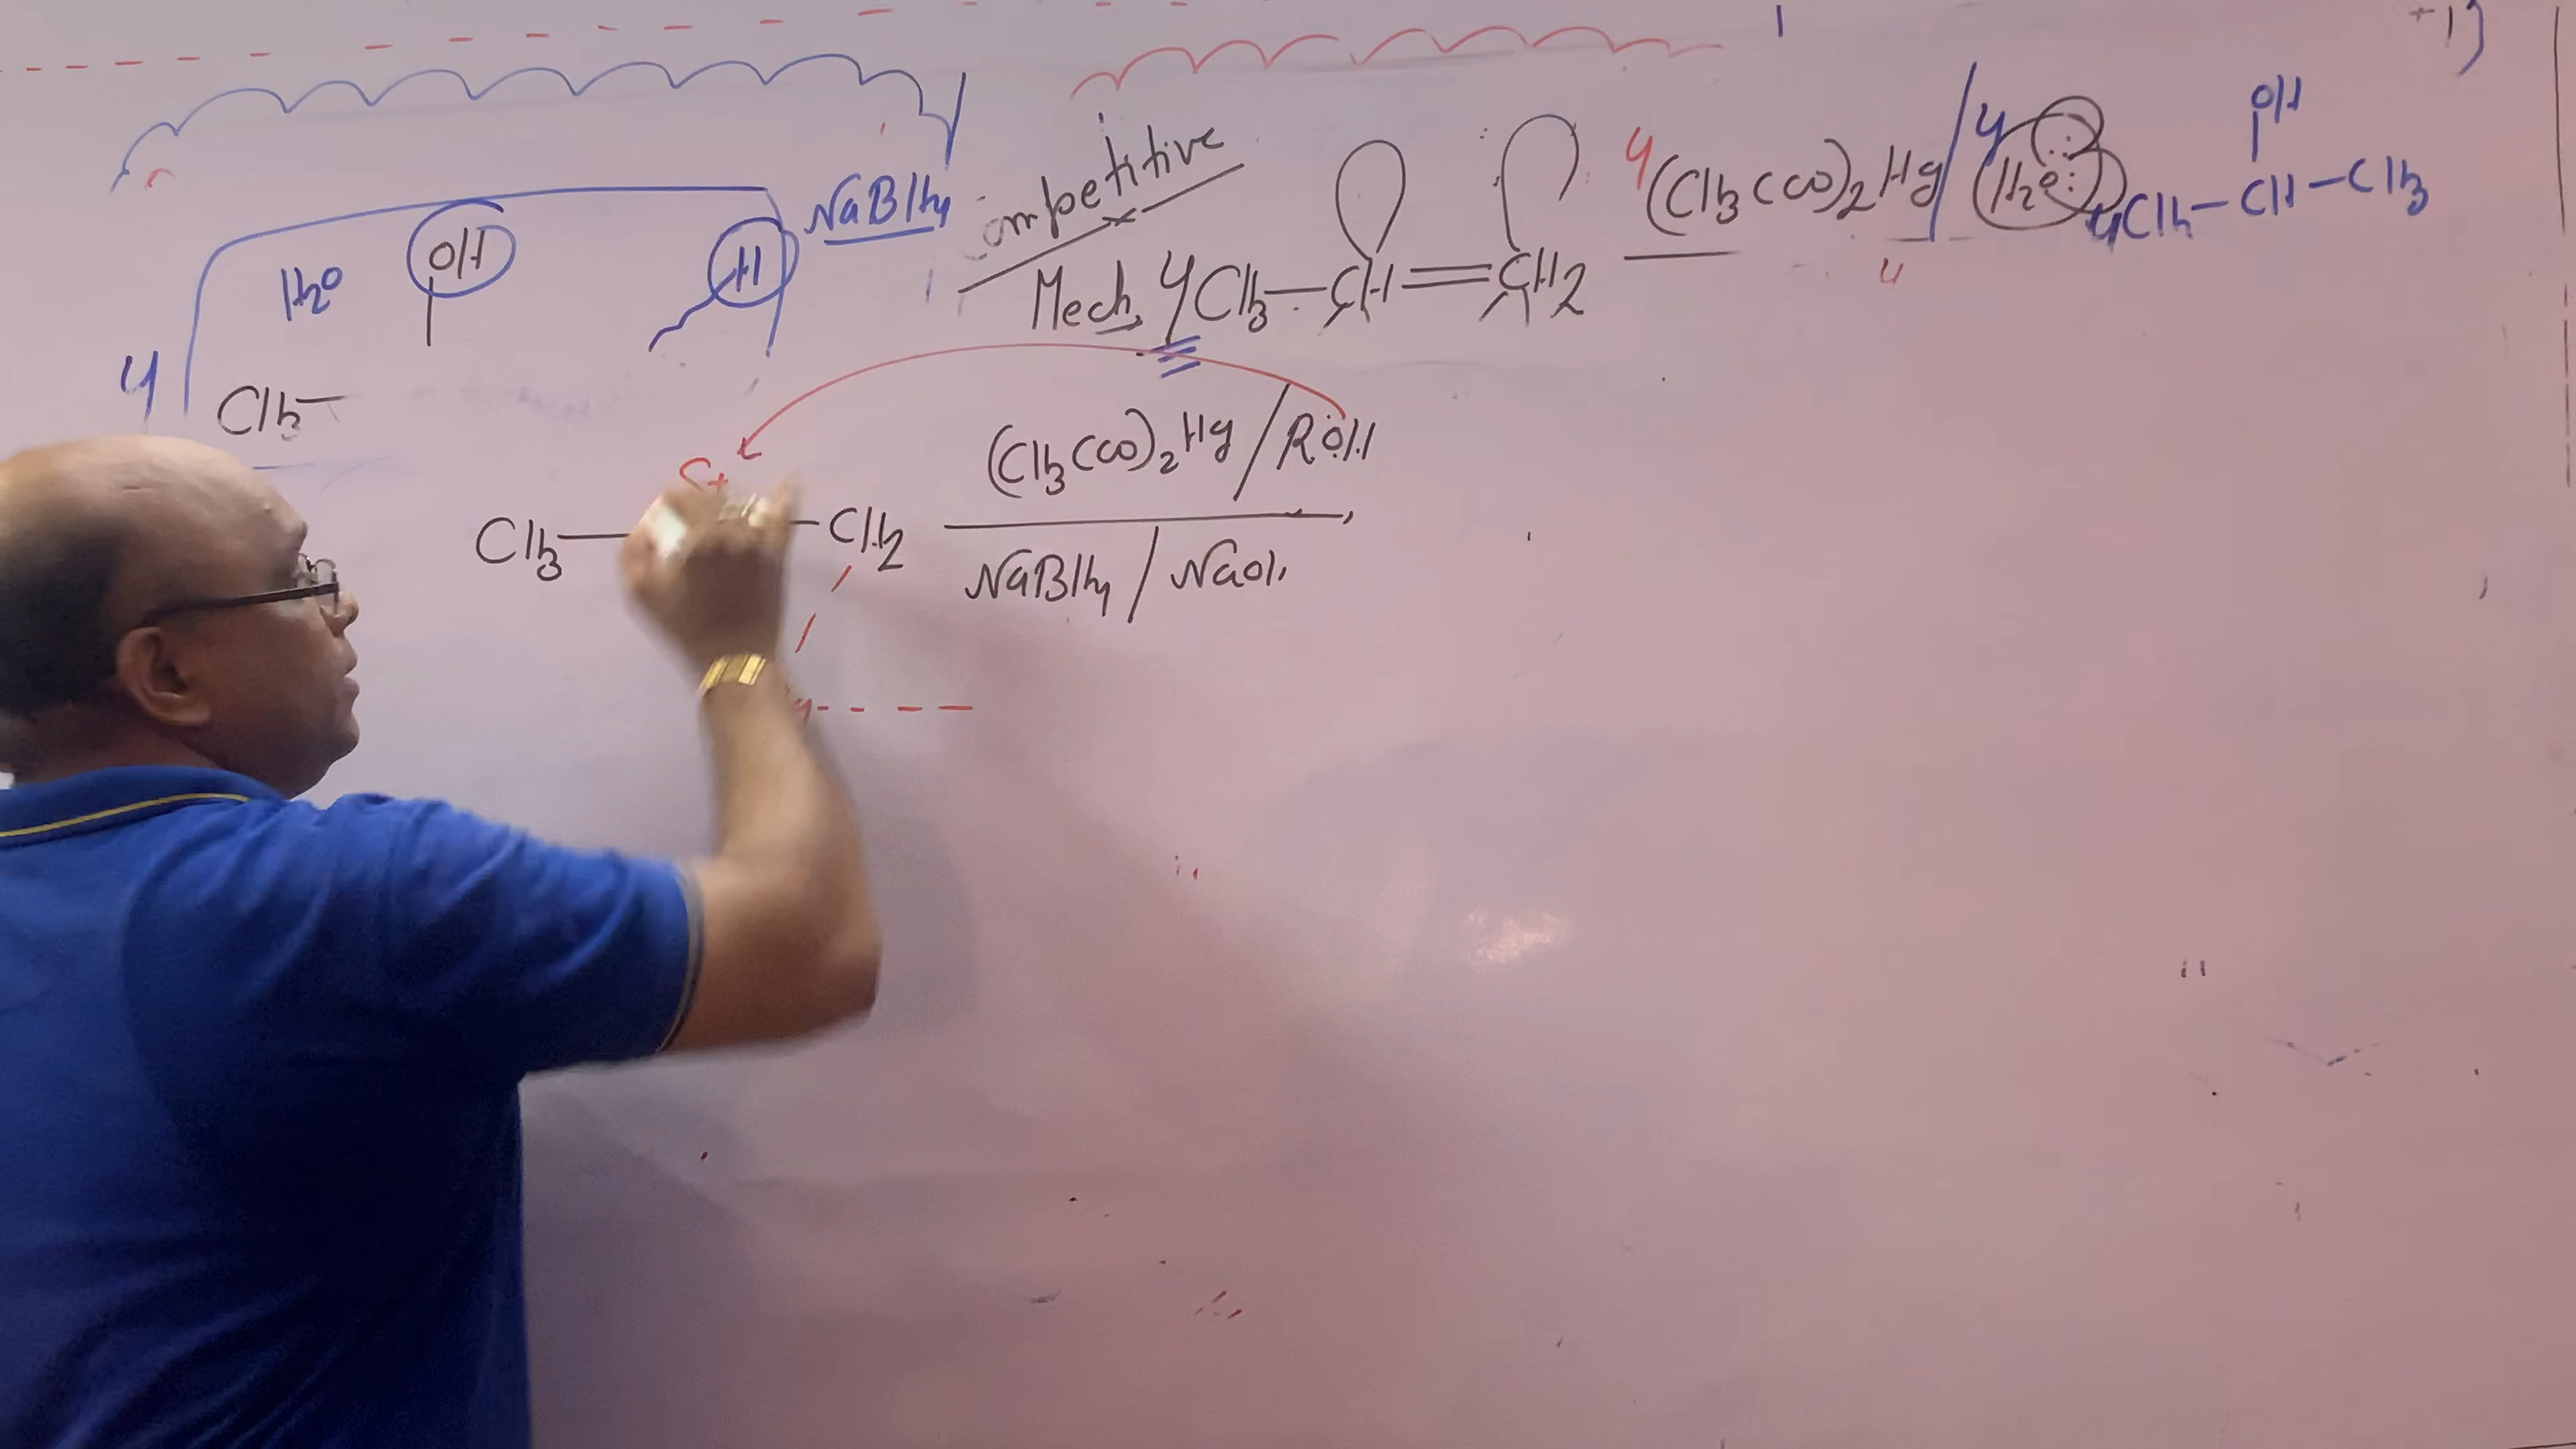 +1)
OH
competitive
(CH3COO)2Hg / H2O:
CH3-CH-CH3
NaBH4
OH
H2O
H
Mech, CH3-CH=CH2
CH3-
(CH3COO)2Hg / ROH
δ+
CH3- -CH2
NaBH4 / NaOH